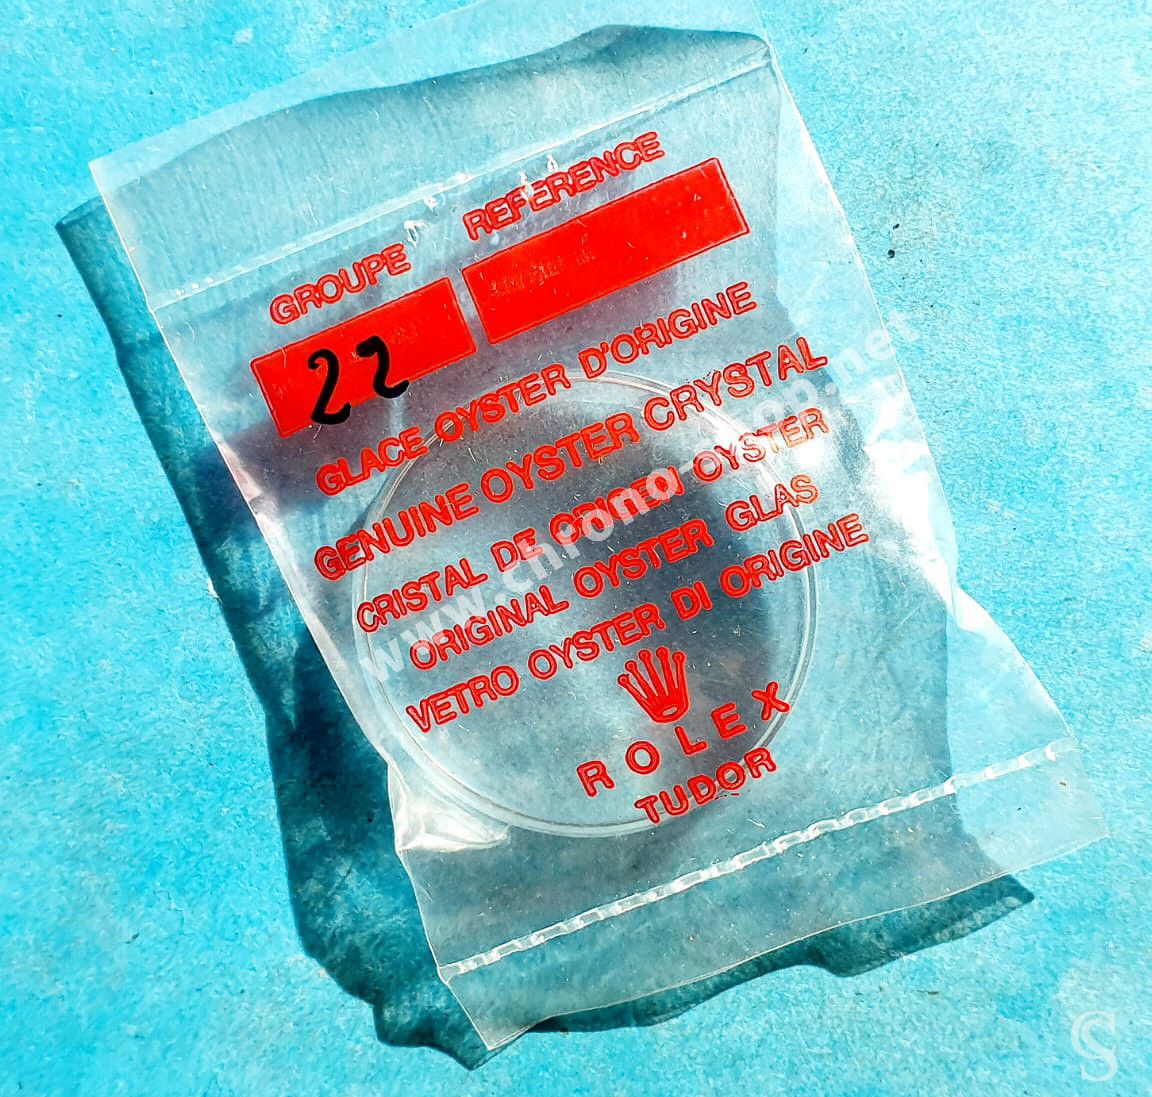 GROUPE REFERENCE
22
GLACE OYSTER D'ORIGINE
GENUINE OYSTER CRYSTAL
CRISTAL DE ORIGEN OYSTER
ORIGINAL OYSTER GLAS
VETRO OYSTER DI ORIGINE
ROLEX
TUDOR
www.chrono-shop.net